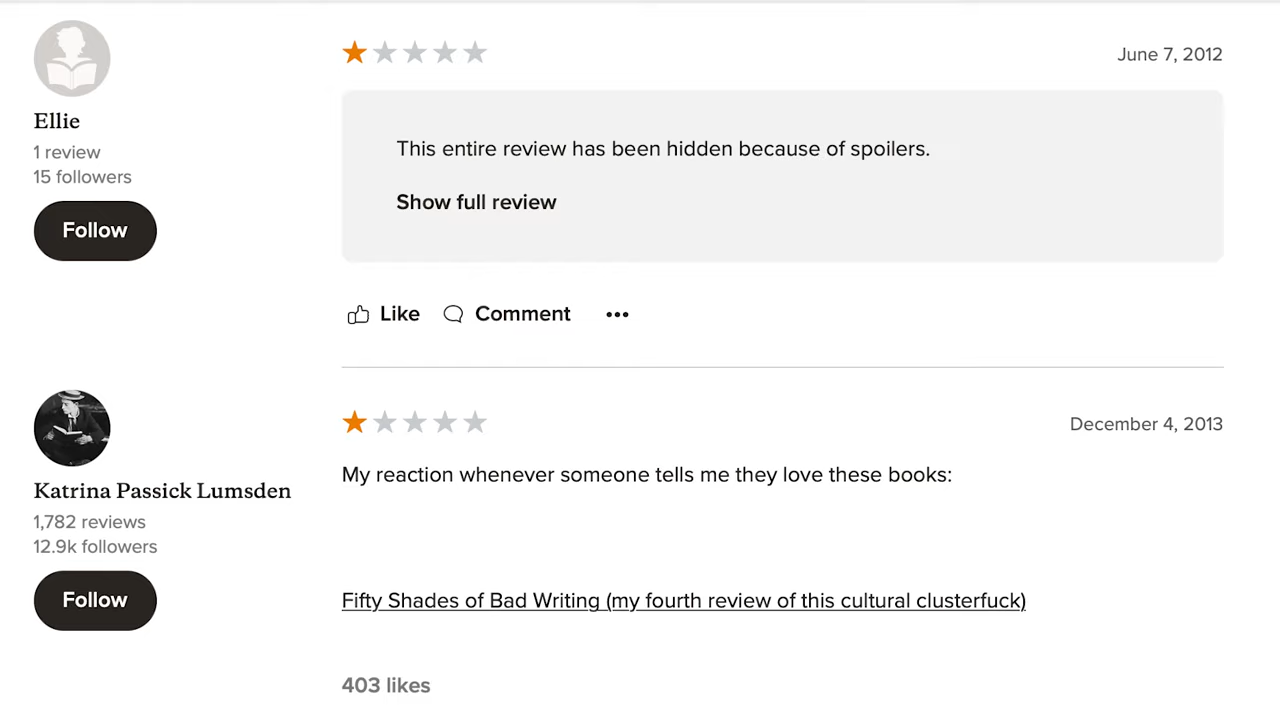 Ellie
1 review
15 followers
Follow
June 7, 2012
This entire review has been hidden because of spoilers.
Show full review
Like Comment •••
Katrina Passick Lumsden
1,782 reviews
12.9k followers
Follow
December 4, 2013
My reaction whenever someone tells me they love these books:
Fifty Shades of Bad Writing (my fourth review of this cultural clusterfuck)
403 likes